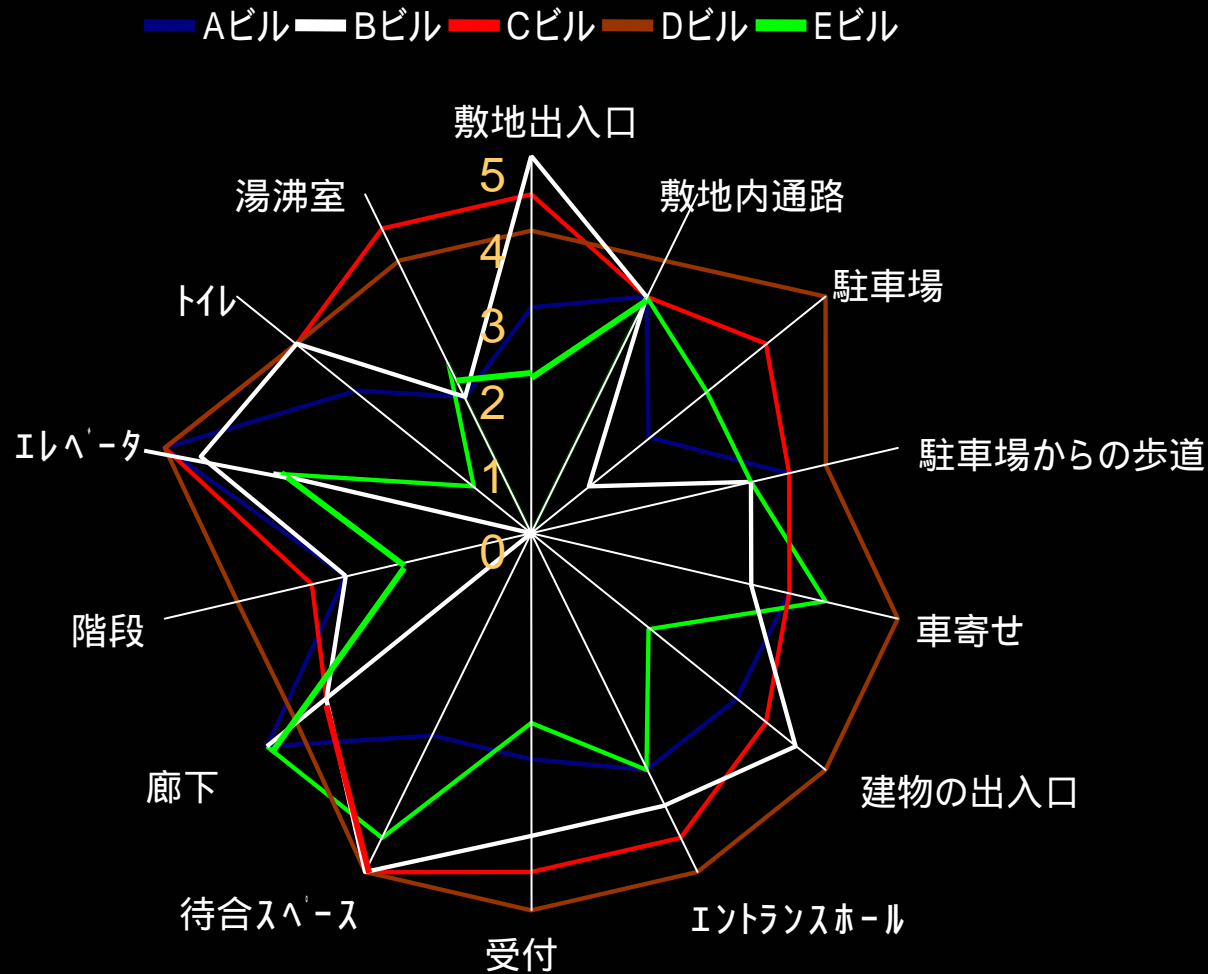 Aビル Bビル Cビル Dビル Eビル
敷地出入口
敷地内通路
駐車場
駐車場からの歩道
車寄せ
建物の出入口
ｴﾝﾄﾗﾝｽﾎｰﾙ
受付
待合ｽﾍﾟｰｽ
廊下
階段
ｴﾚﾍﾞｰﾀ
ﾄｲﾚ
湯沸室
5
4
3
2
1
0